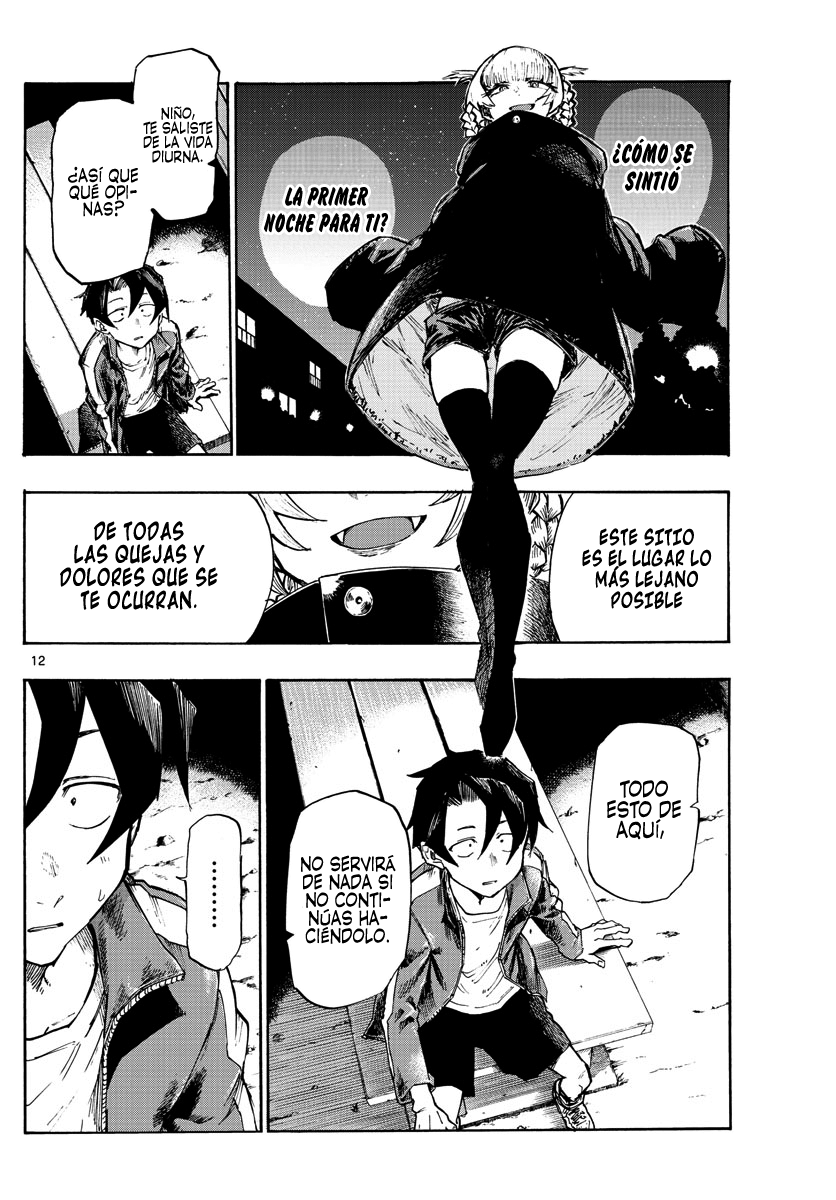 ¿CÓMO SE
SINTIÓ
LA PRIMER
NOCHE PARA TI?
NIÑO,
TE SALISTE
DE LA VIDA
DIURNA.
¿ASÍ QUE
QUÉ OPI-
NAS?
ESTE SITIO
ES EL LUGAR LO
MÁS LEJANO
POSIBLE
DE TODAS
LAS QUEJAS Y
DOLORES QUE SE
TE OCURRAN.
12
TODO
ESTO DE
AQUÍ,
NO SERVIRÁ
DE NADA SI
NO CONTI-
NÚAS HA-
CIÉNDOLO.
.........